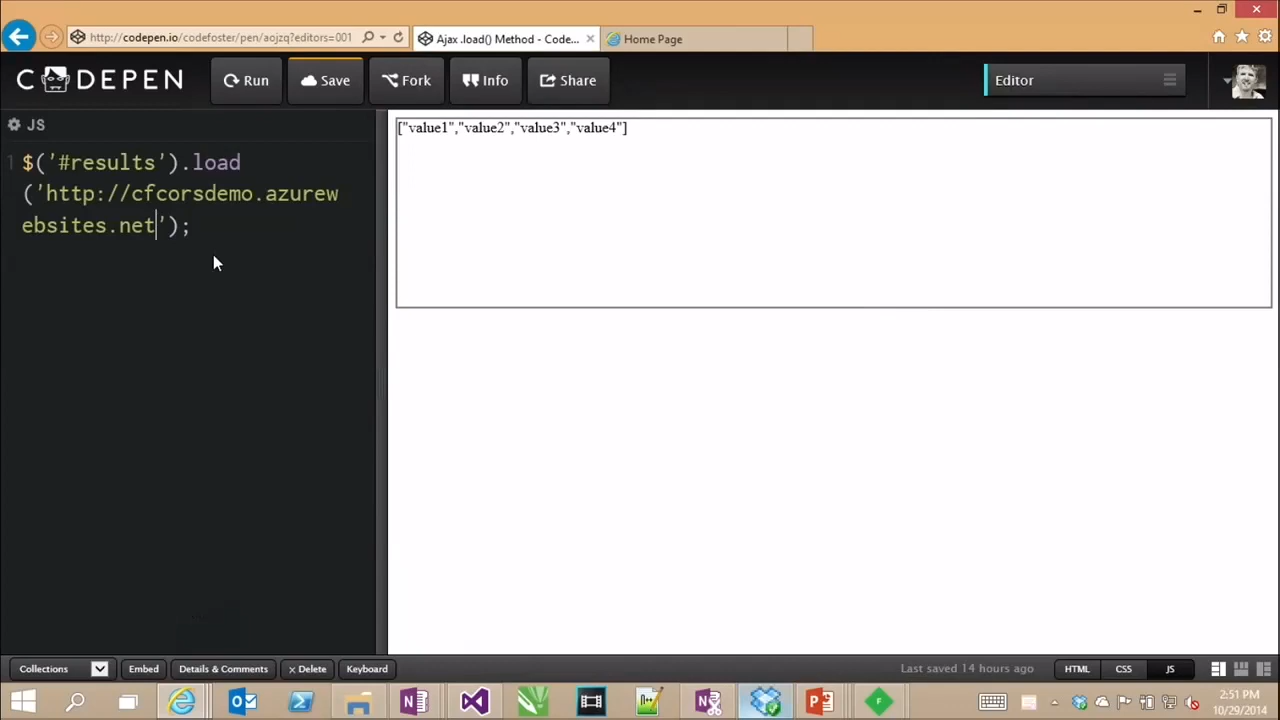 http://codepen.io/codefoster/pen/aojzq?editors=001
Ajax .load() Method - Code...
Home Page
CODEPEN
Run
Save
Fork
Info
Share
Editor
JS
["value1","value2","value3","value4"]
1 $('#results').load
('http://cfcorsdemo.azurew
ebsites.net');
Collections
Embed
Details & Comments
× Delete
Keyboard
Last saved 14 hours ago
HTML
CSS
JS
2:51 PM
10/29/2014